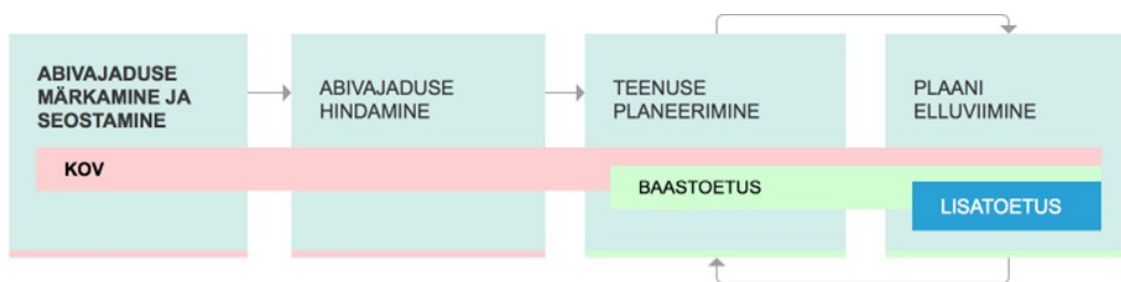 ABIVAJADUSE
MÄRKAMINE JA
SEOSTAMINE
ABIVAJADUSE
HINDAMINE
TEENUSE
PLANEERIMINE
PLAANI
ELLUVIIMINE
KOV
BAASTOETUS
LISATOETUS